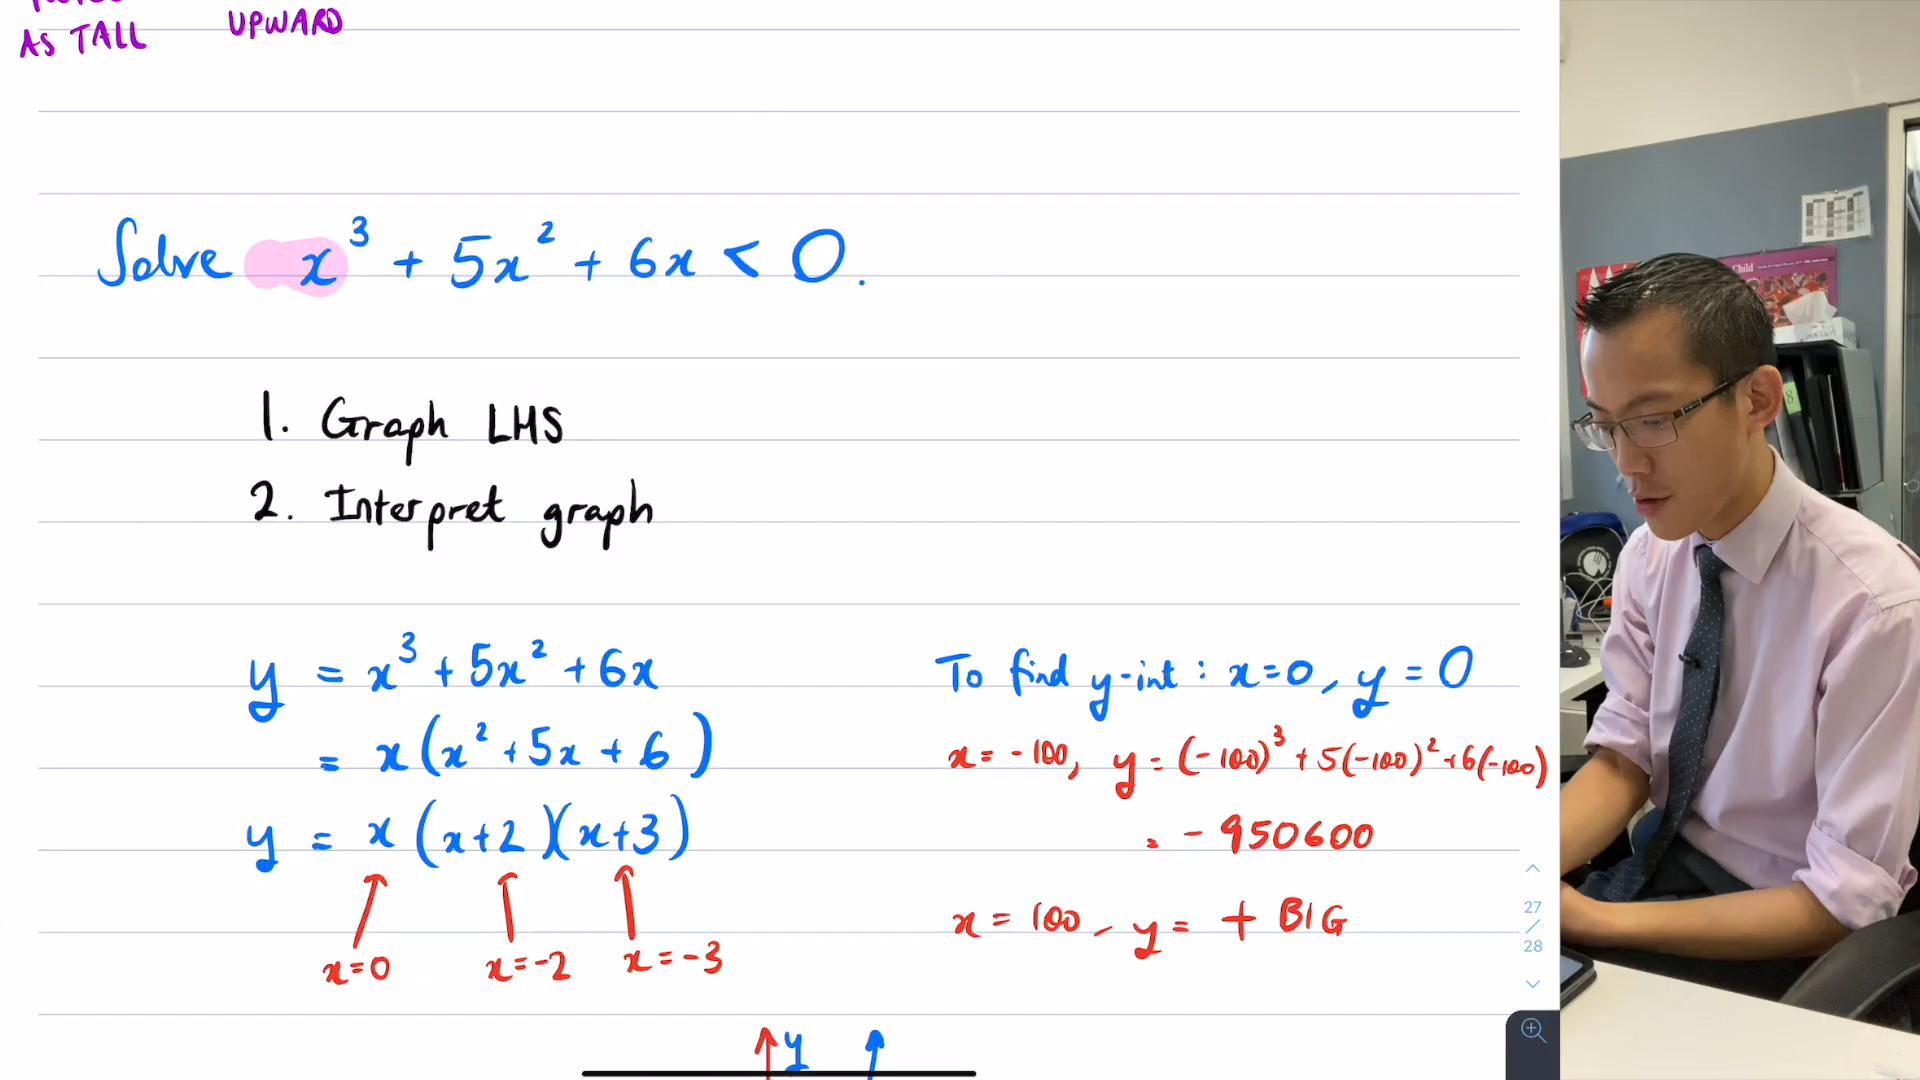 AS TALL UPWARD
Solve x³ + 5x² + 6x < 0.
1. Graph LHS
2. Interpret graph
y = x³ + 5x² + 6x
= x(x² + 5x + 6)
y = x(x+2)(x+3)
x=0 x=-2 x=-3
To find y-int : x=0, y = 0
x = -100, y = (-100)³ + 5(-100)² + 6(-100)
= -950600
x = 100, y = + BIG
27
/
28
y
Child